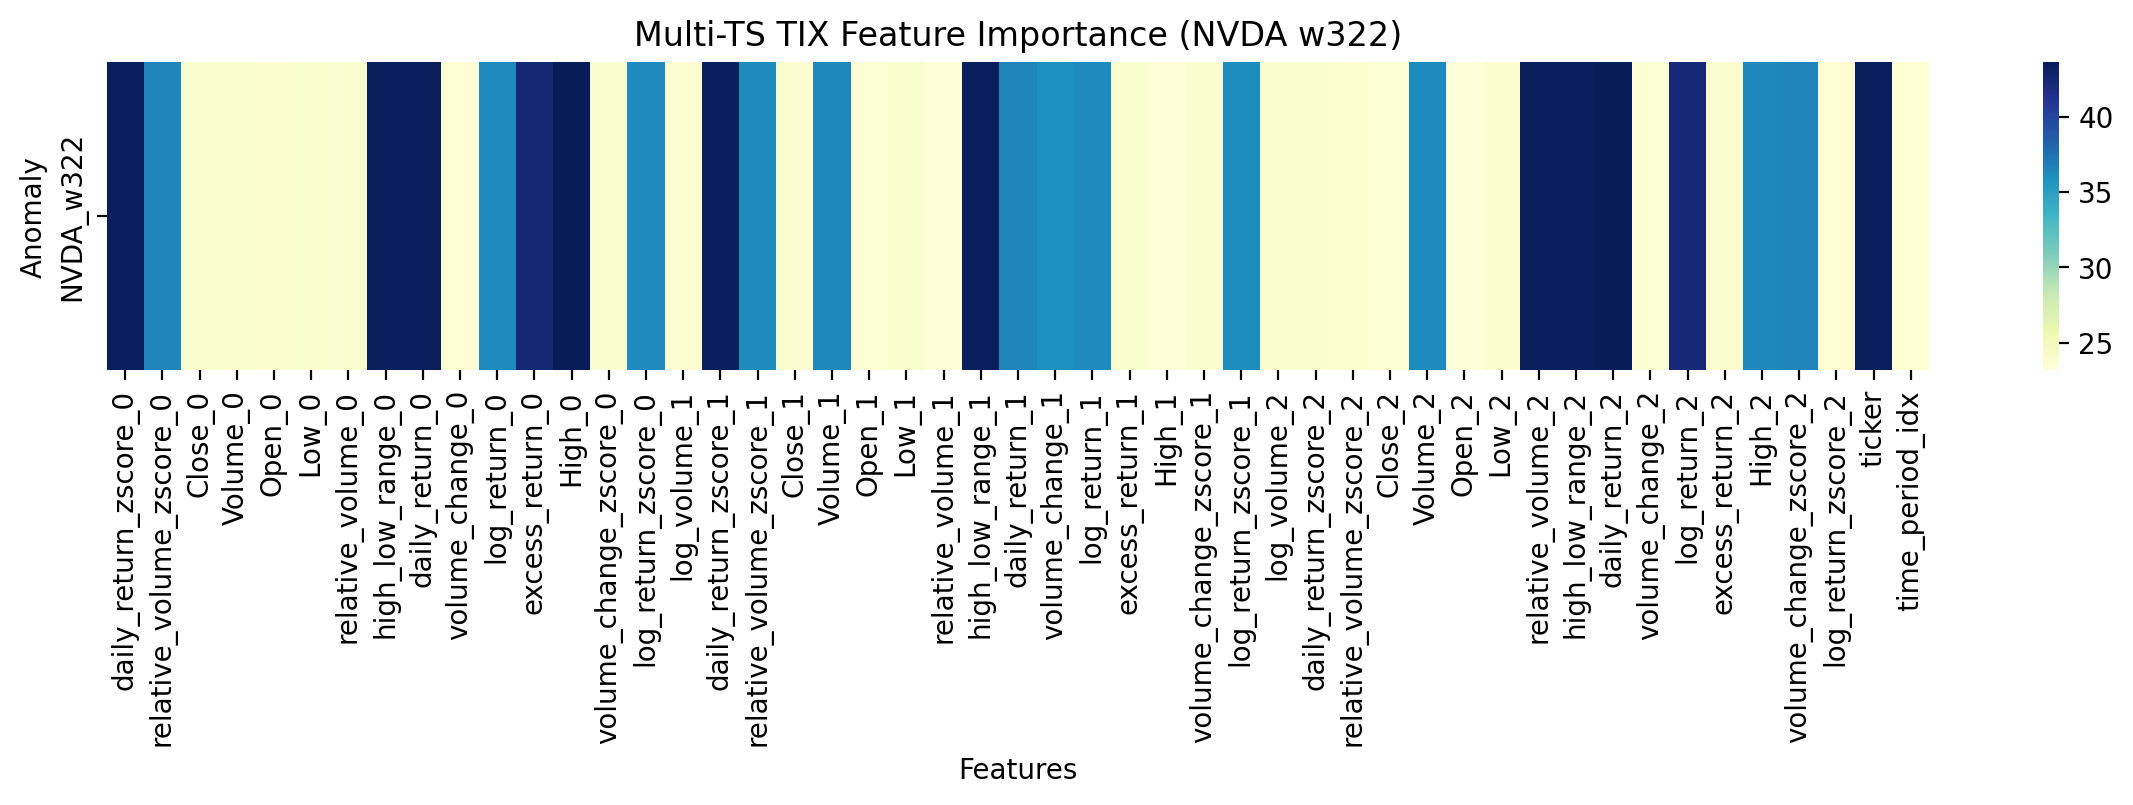 Multi-TS TIX Feature Importance (NVDA w322)
Anomaly
NVDA_w322
40
35
30
25
daily_return_zscore_0
relative_volume_zscore_0
Close_0
Volume_0
Open_0
Low_0
relative_volume_0
high_low_range_0
daily_return_0
volume_change_0
log_return_0
excess_return_0
High_0
volume_change_zscore_0
log_return_zscore_0
log_volume_1
daily_return_zscore_1
relative_volume_zscore_1
Close_1
Volume_1
Open_1
Low_1
relative_volume_1
high_low_range_1
daily_return_1
volume_change_1
log_return_1
excess_return_1
High_1
volume_change_zscore_1
log_return_zscore_1
log_volume_2
daily_return_zscore_2
relative_volume_zscore_2
Close_2
Volume_2
Open_2
Low_2
relative_volume_2
high_low_range_2
daily_return_2
volume_change_2
log_return_2
excess_return_2
High_2
volume_change_zscore_2
log_return_zscore_2
ticker
time_period_idx
Features